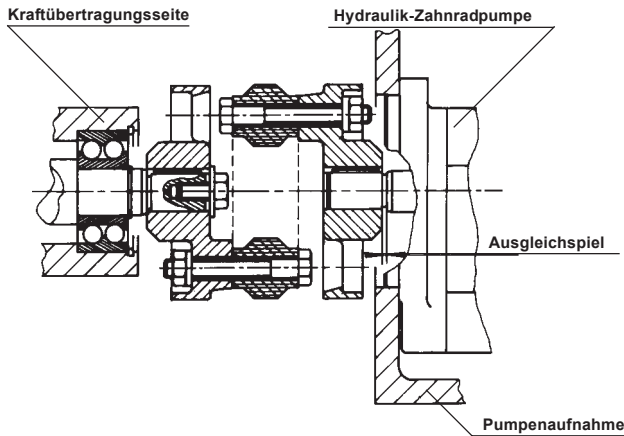 Kraftübertragungsseite
Hydraulik-Zahnradpumpe
Ausgleichspiel
Pumpenaufnahme